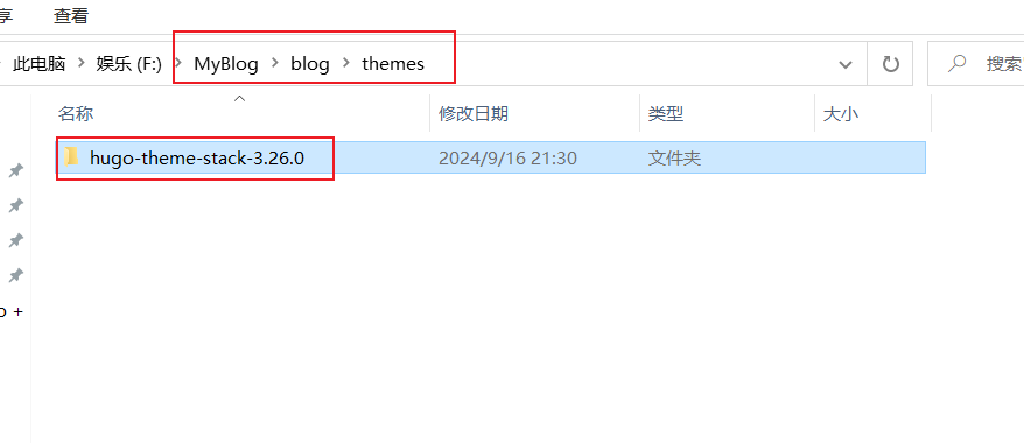 享 查看
此电脑 > 娱乐 (F:) > MyBlog > blog > themes 搜索
名称 修改日期 类型 大小
hugo-theme-stack-3.26.0 2024/9/16 21:30 文件夹